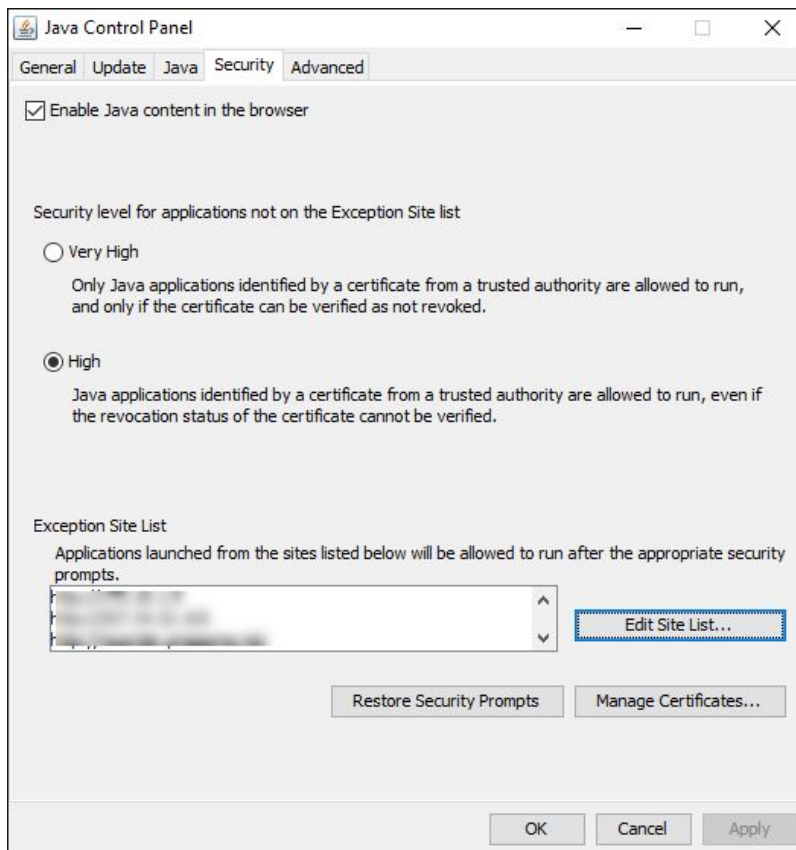 Java Control Panel
General Update Java Security Advanced
Enable Java content in the browser
Security level for applications not on the Exception Site list
Very High
Only Java applications identified by a certificate from a trusted authority are allowed to run,
and only if the certificate can be verified as not revoked.
High
Java applications identified by a certificate from a trusted authority are allowed to run, even if
the revocation status of the certificate cannot be verified.
Exception Site List
Applications launched from the sites listed below will be allowed to run after the appropriate security
prompts.
Edit Site List...
Restore Security Prompts Manage Certificates...
OK Cancel Apply